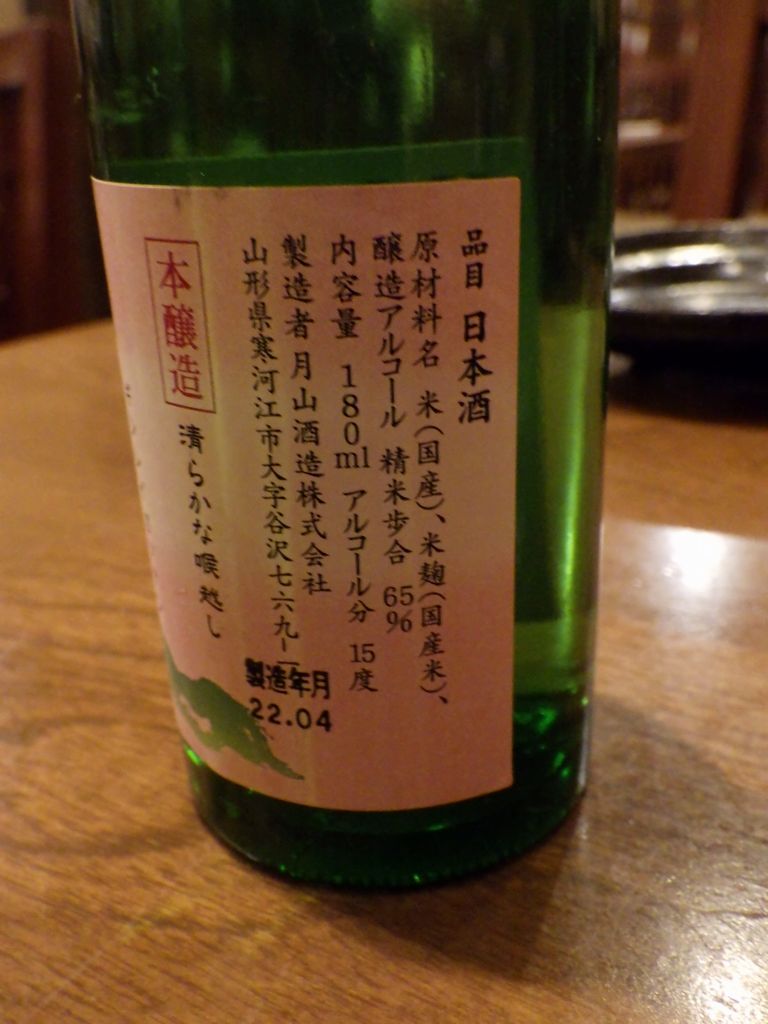 品目 日本酒
原材料名 米(国産)、米麹(国産米)、
醸造アルコール 精米歩合 65%
内容量 180ml アルコール分 15度
製造者 月山酒造株式会社
山形県寒河江市大字谷沢七六九ー一
製造年月
22.04
本醸造
清らかな喉越し